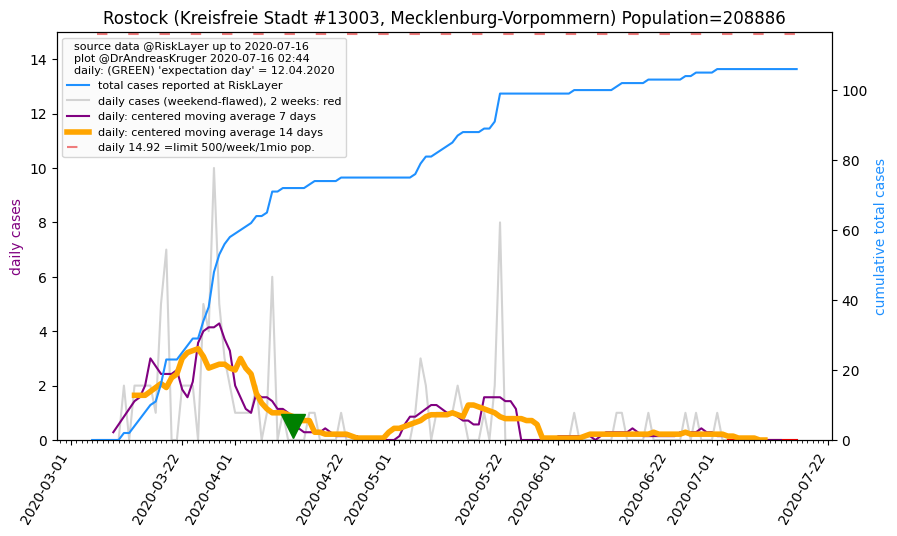 Rostock (Kreisfreie Stadt #13003, Mecklenburg-Vorpommern) Population=208886
source data @RiskLayer up to 2020-07-16
plot @DrAndreasKruger 2020-07-16 02:44
daily: (GREEN) 'expectation day' = 12.04.2020
total cases reported at RiskLayer
daily cases (weekend-flawed), 2 weeks: red
daily: centered moving average 7 days
daily: centered moving average 14 days
daily 14.92 =limit 500/week/1mio pop.
daily cases
14
12
10
8
6
4
2
0
cumulative total cases
100
80
60
40
20
0
2020-03-01
2020-03-22
2020-04-01
2020-04-22
2020-05-01
2020-05-22
2020-06-01
2020-06-22
2020-07-01
2020-07-22